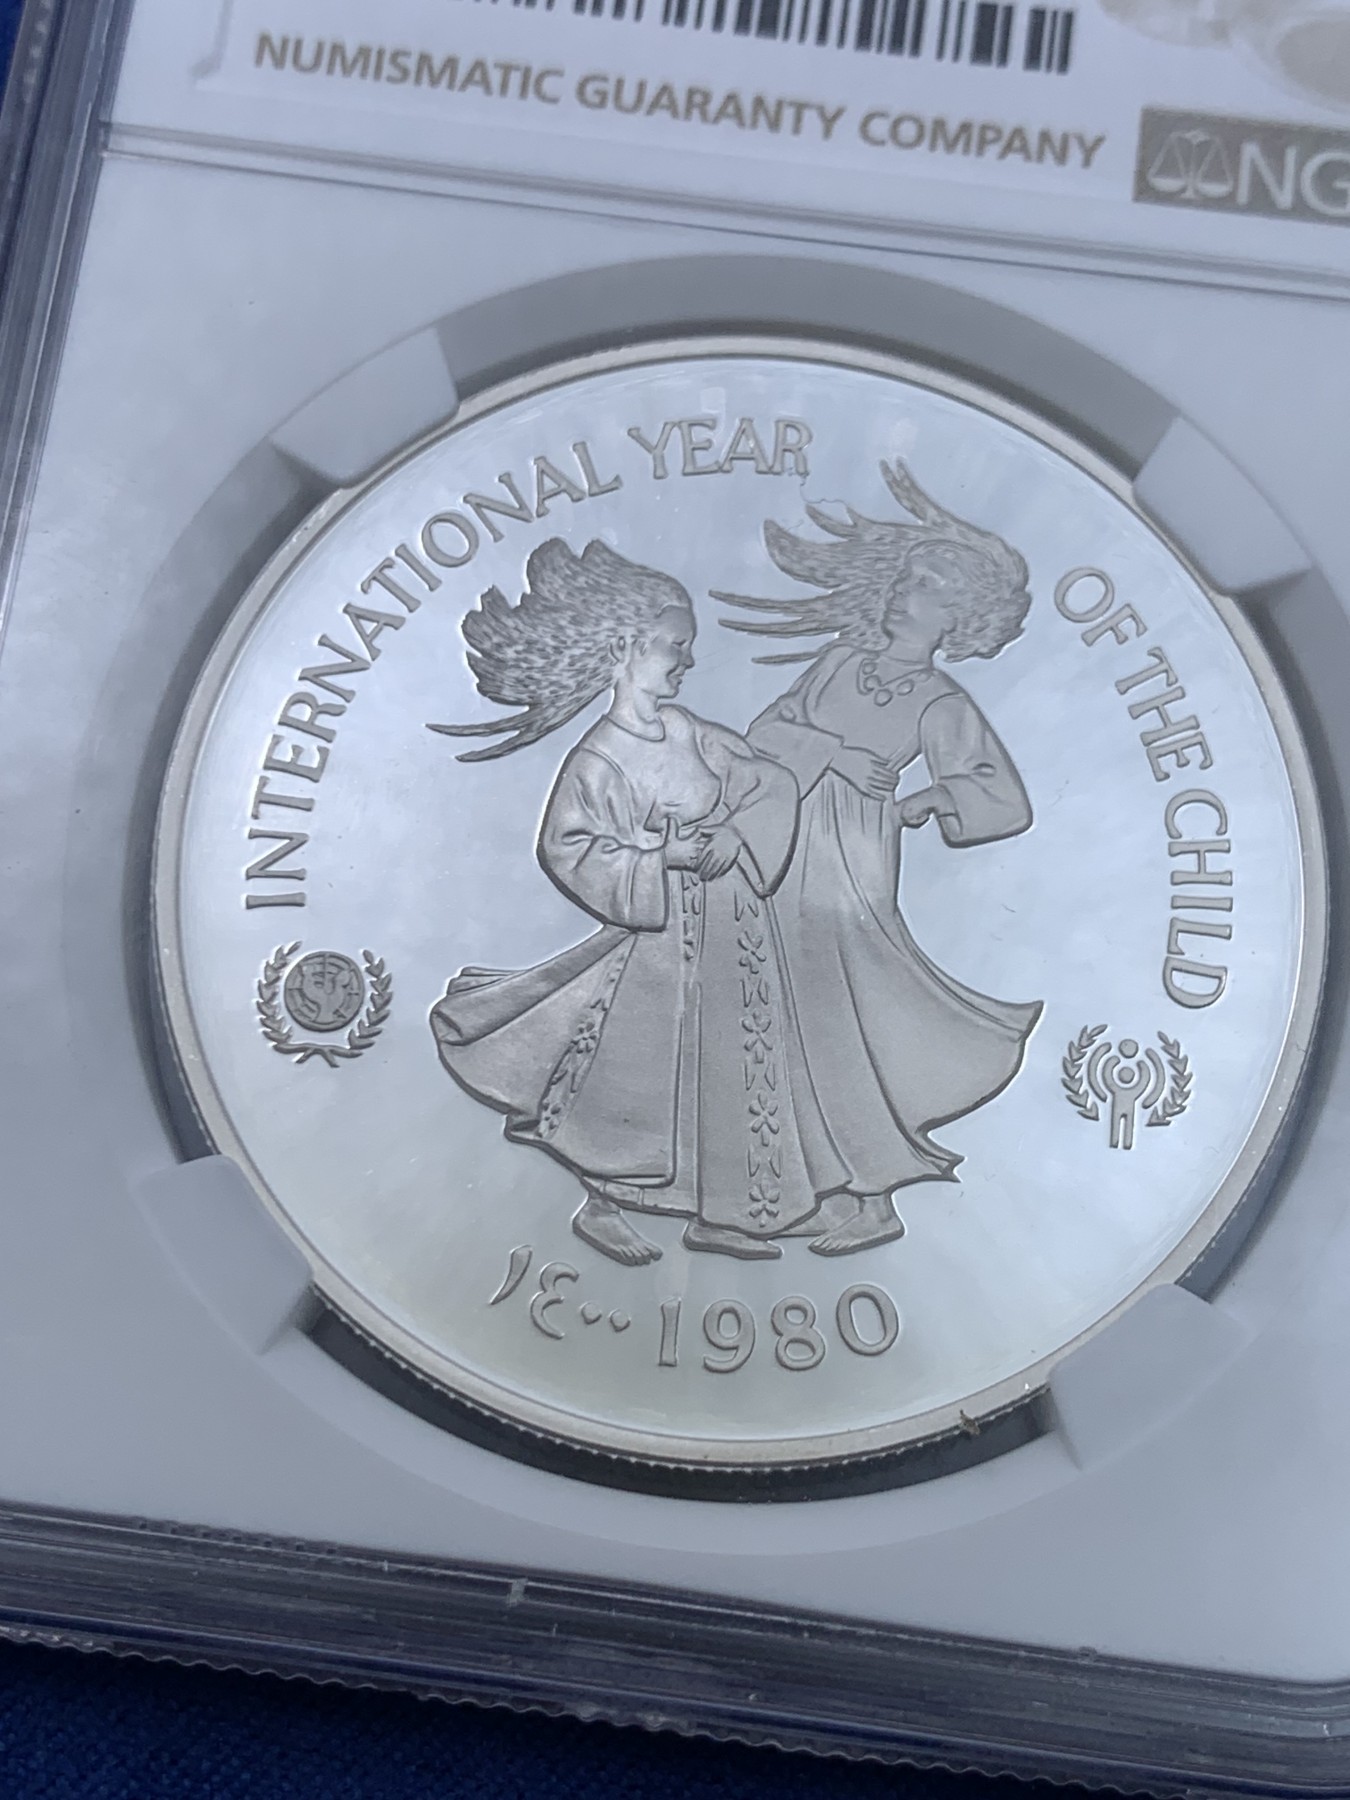 NUMISMATIC GUARANTY COMPANY
NG
INTERNATIONAL YEAR OF THE CHILD
١٤٠٠ 1980